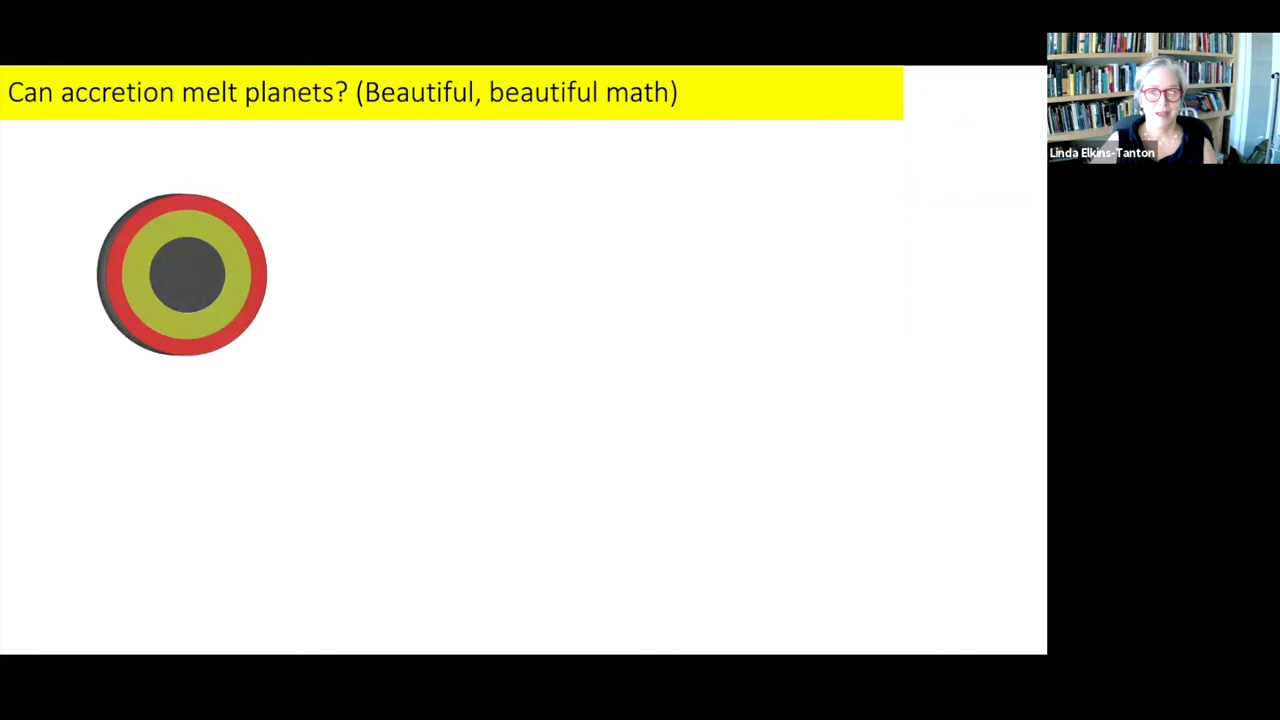 Can accretion melt planets? (Beautiful, beautiful math)
Linda Elkins-Tanton